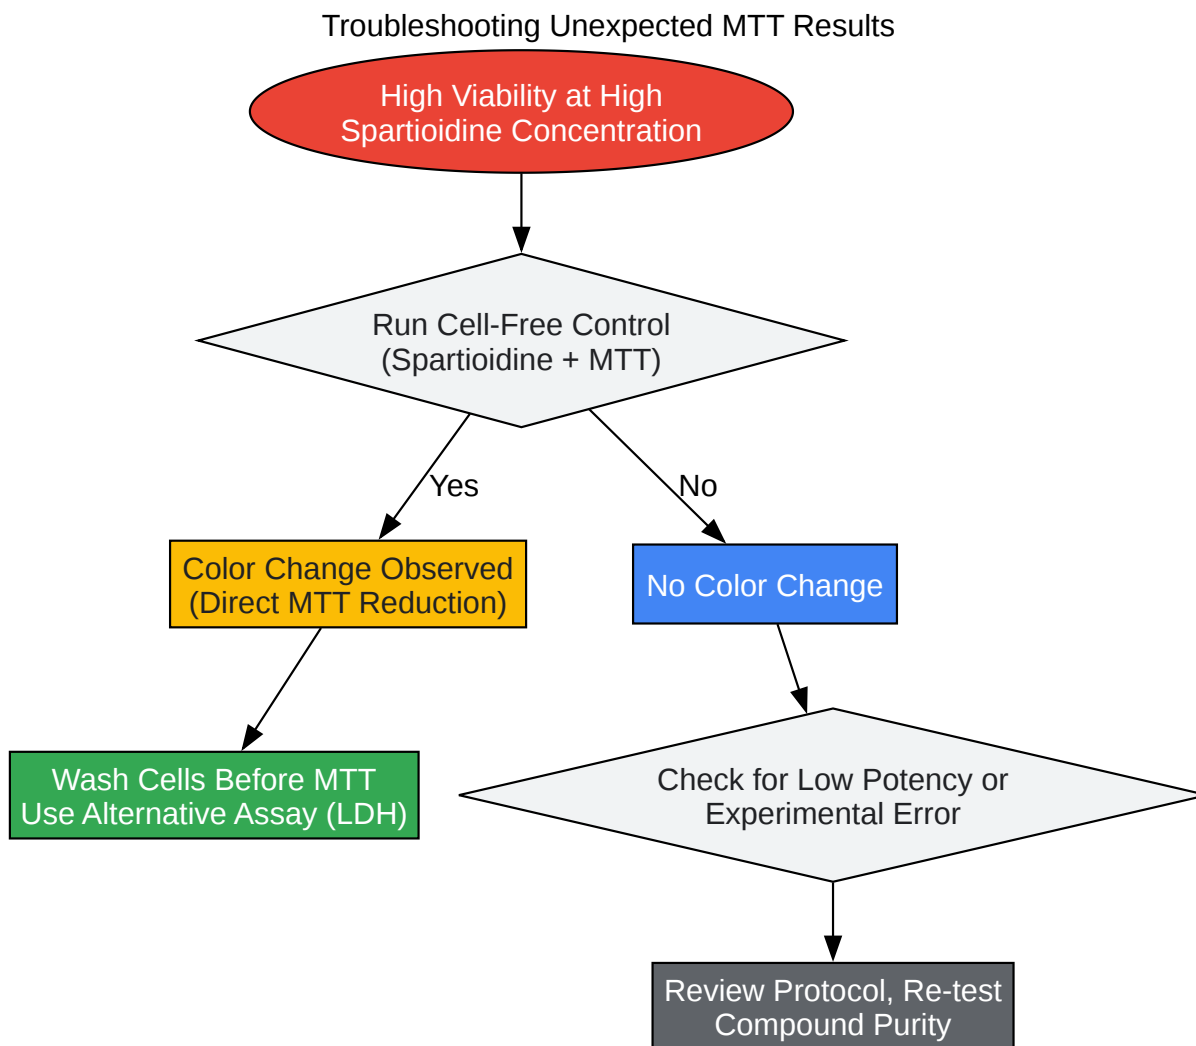 Troubleshooting Unexpected MTT Results
High Viability at High
Spartioidine Concentration
Run Cell-Free Control
(Spartioidine + MTT)
Yes
No
Color Change Observed
(Direct MTT Reduction)
No Color Change
Wash Cells Before MTT
Use Alternative Assay (LDH)
Check for Low Potency or
Experimental Error
Review Protocol, Re-test
Compound Purity